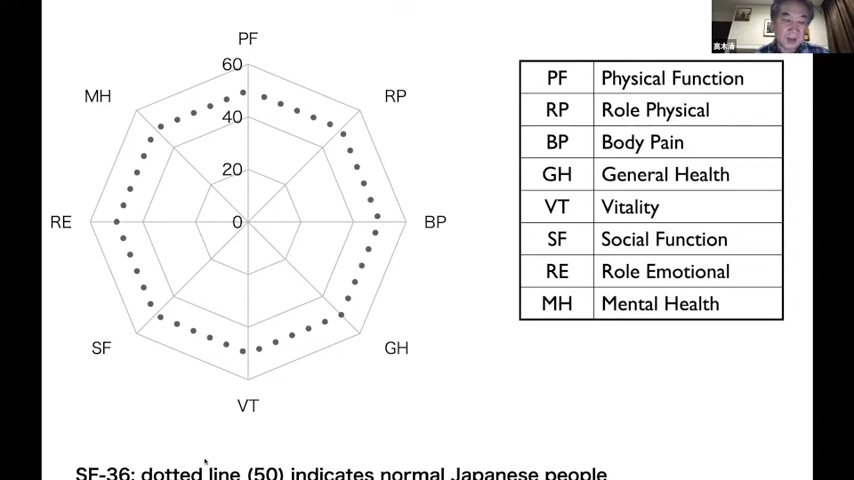 PF
60
MH
RP
40
20
RE
0
BP
SF
GH
VT
PF Physical Function
RP Role Physical
BP Body Pain
GH General Health
VT Vitality
SF Social Function
RE Role Emotional
MH Mental Health
SF-36: dotted line (50) indicates normal Japanese people